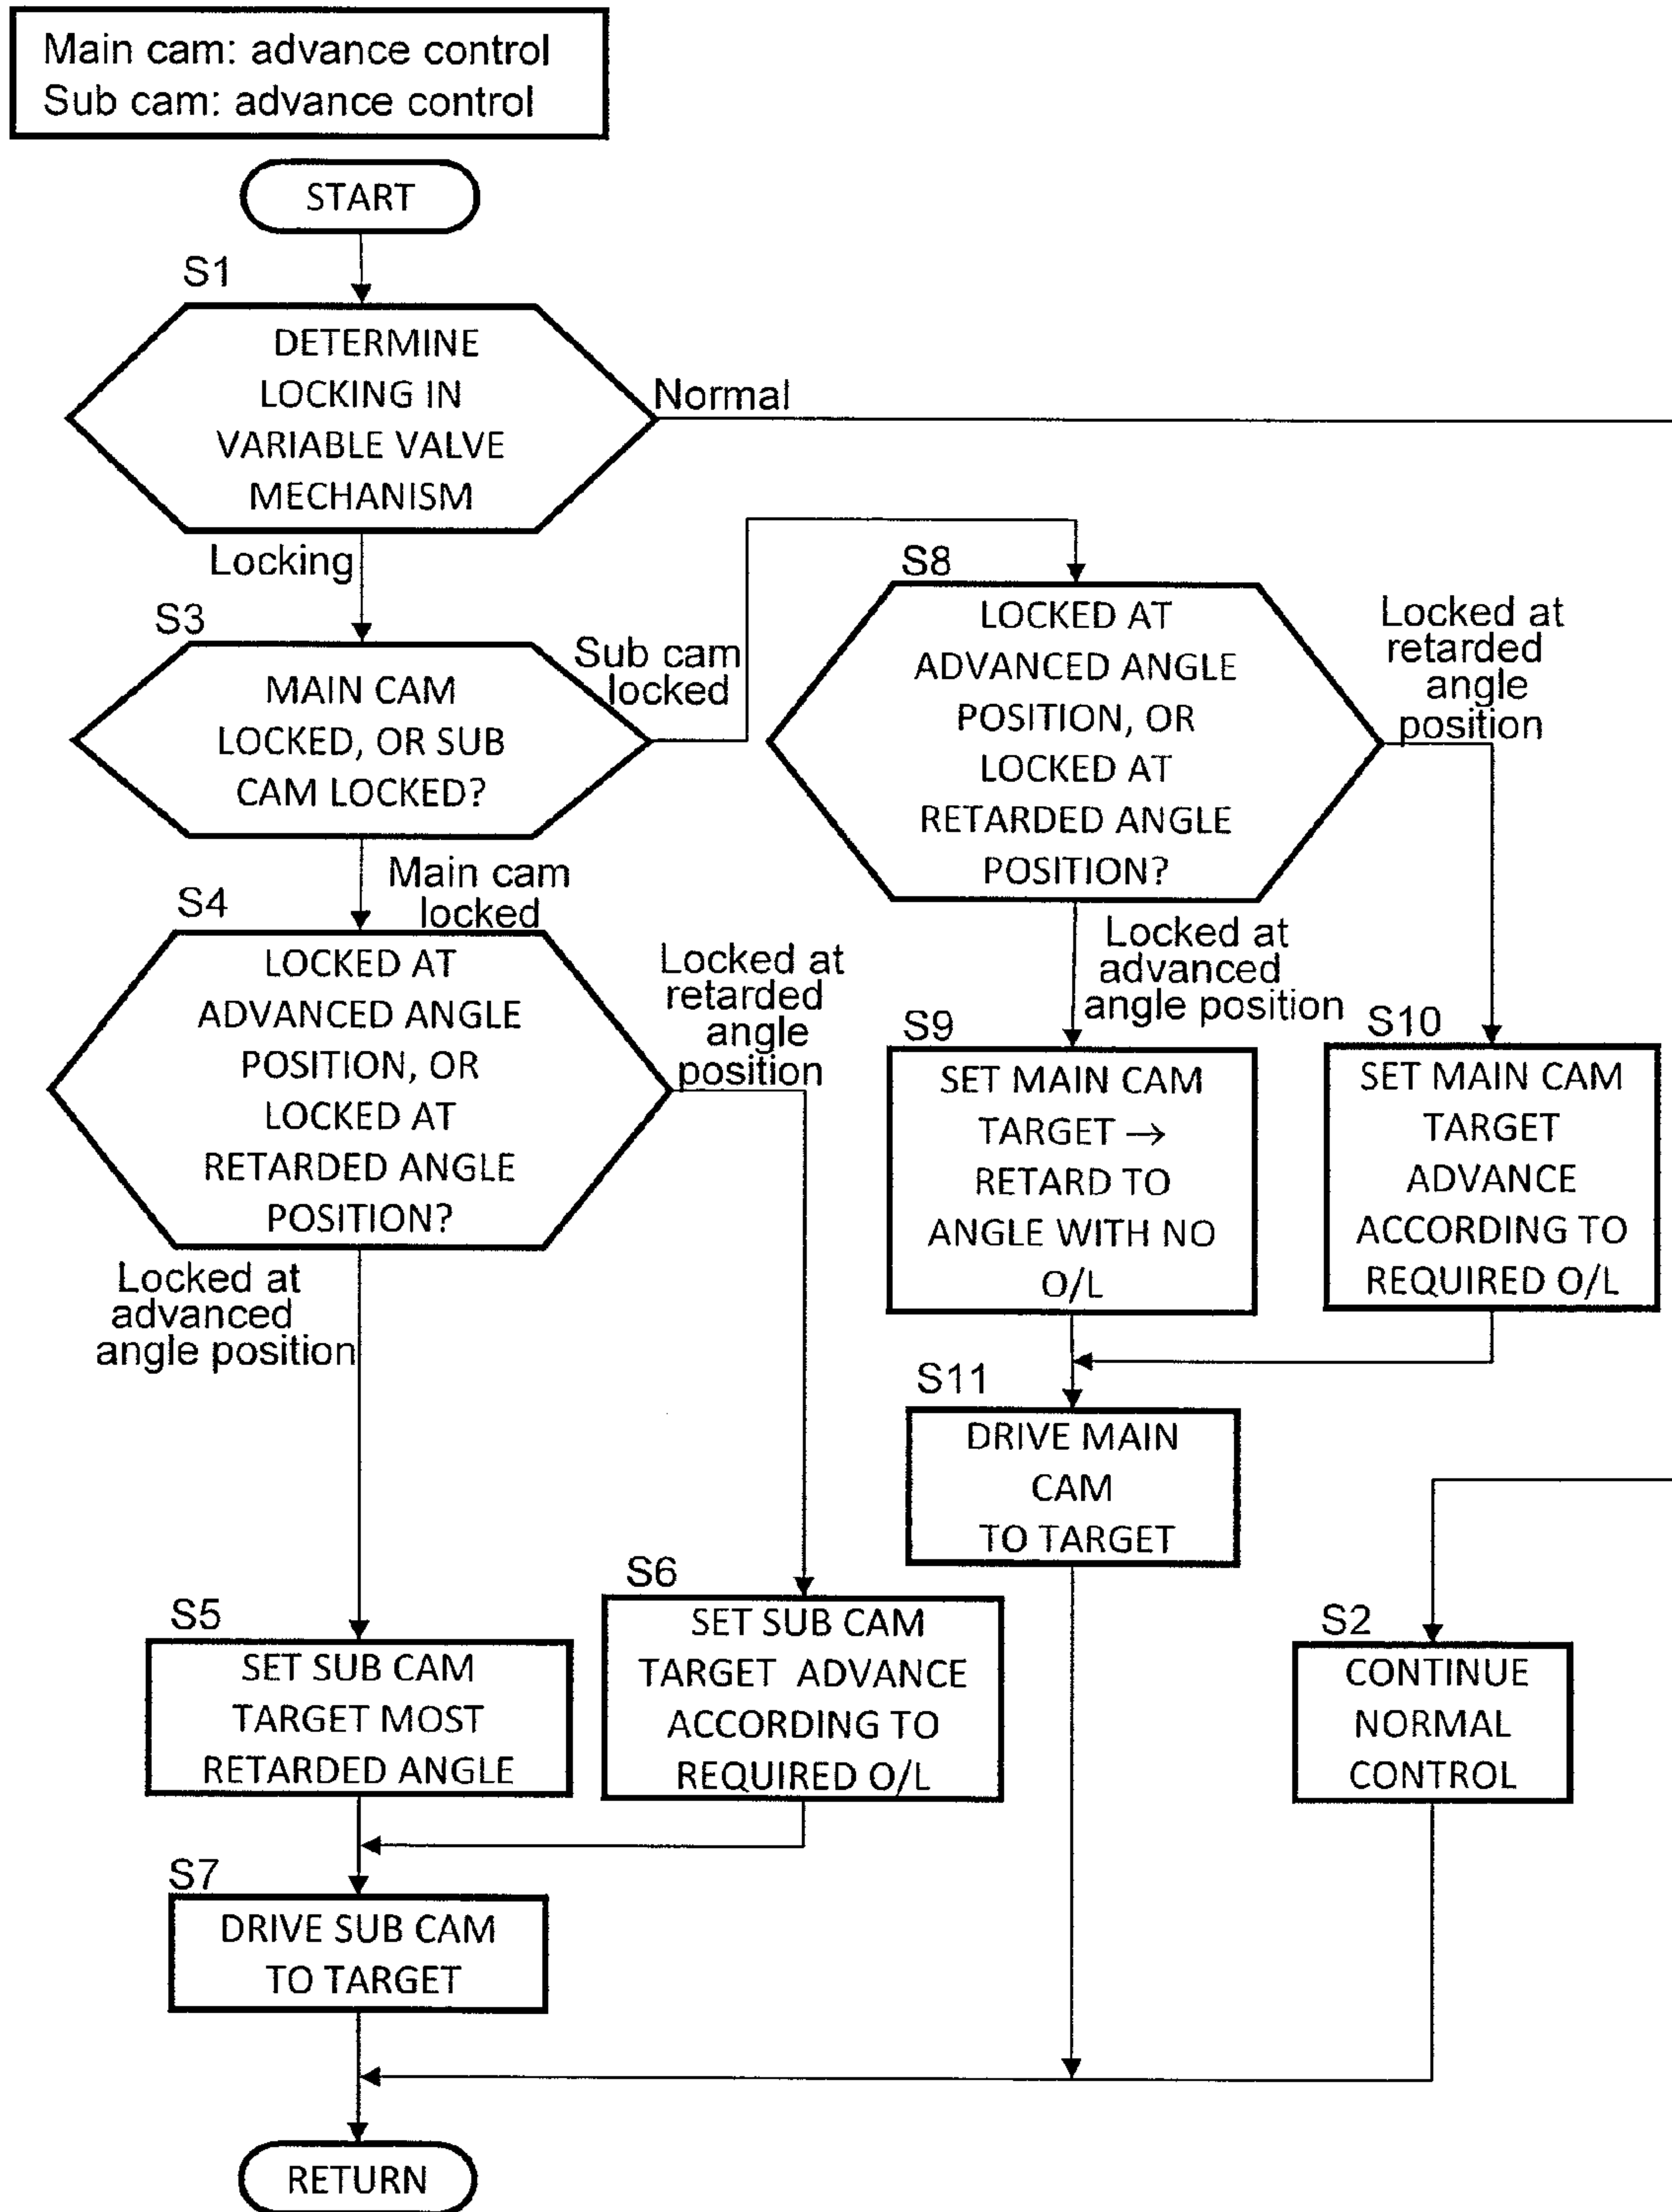 Main cam: advance control
Sub cam: advance control
START
S1
DETERMINE
LOCKING IN
VARIABLE VALVE
MECHANISM
Normal
Locking
S3
MAIN CAM
LOCKED, OR SUB
CAM LOCKED?
Sub cam
locked
Main cam
locked
S4
LOCKED AT
ADVANCED ANGLE
POSITION, OR
LOCKED AT
RETARDED ANGLE
POSITION?
Locked at
retarded
angle
position
Locked at
advanced
angle position
S5
SET SUB CAM
TARGET MOST
RETARDED ANGLE
S6
SET SUB CAM
TARGET ADVANCE
ACCORDING TO
REQUIRED O/L
S7
DRIVE SUB CAM
TO TARGET
S8
LOCKED AT
ADVANCED ANGLE
POSITION, OR
LOCKED AT
RETARDED ANGLE
POSITION?
Locked at
retarded
angle
position
Locked at
advanced
angle position
S9
SET MAIN CAM
TARGET →
RETARD TO
ANGLE WITH NO
O/L
S10
SET MAIN CAM
TARGET
ADVANCE
ACCORDING TO
REQUIRED O/L
S11
DRIVE MAIN
CAM
TO TARGET
S2
CONTINUE
NORMAL
CONTROL
RETURN